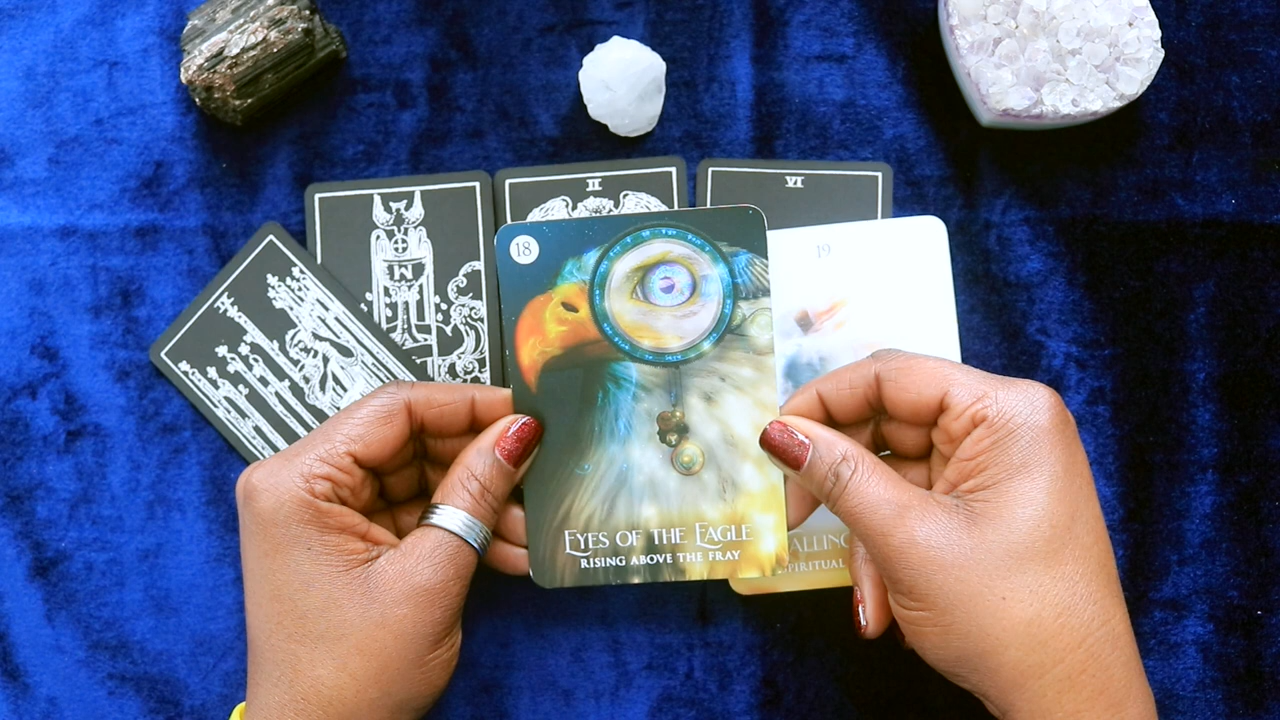 II
VI
18
EYES OF THE EAGLE
RISING ABOVE THE FRAY
19
ALLING
SPIRITUAL